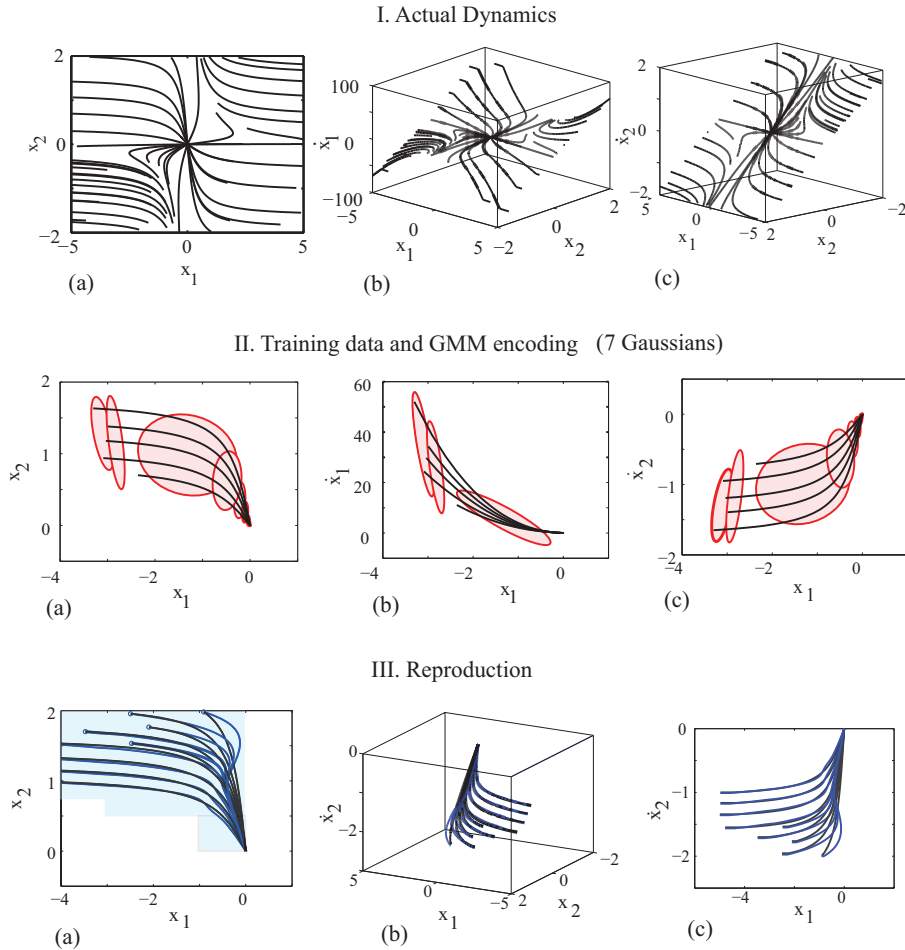 I. Actual Dynamics
2
0
−2
−5
0
5
x2
x1
(a)
100
0
−100
−5
0
5
−2
0
2
ẋ1
x1
x2
(b)
2
0
−2
5
0
−5
2
0
−2
ẋ2
x1
x2
(c)
II. Training data and GMM encoding (7 Gaussians)
2
1
0
−4
−2
0
x2
x1
(a)
60
40
20
0
−4
−2
0
ẋ1
x1
(b)
0
−1
−2
−4
−2
0
ẋ2
x1
(c)
III. Reproduction
2
1
0
−4
−2
0
x2
x1
(a)
0
−2
5
0
−5
2
0
−2
ẋ2
x1
x2
(b)
0
−1
−2
−4
0
ẋ2
x1
(c)